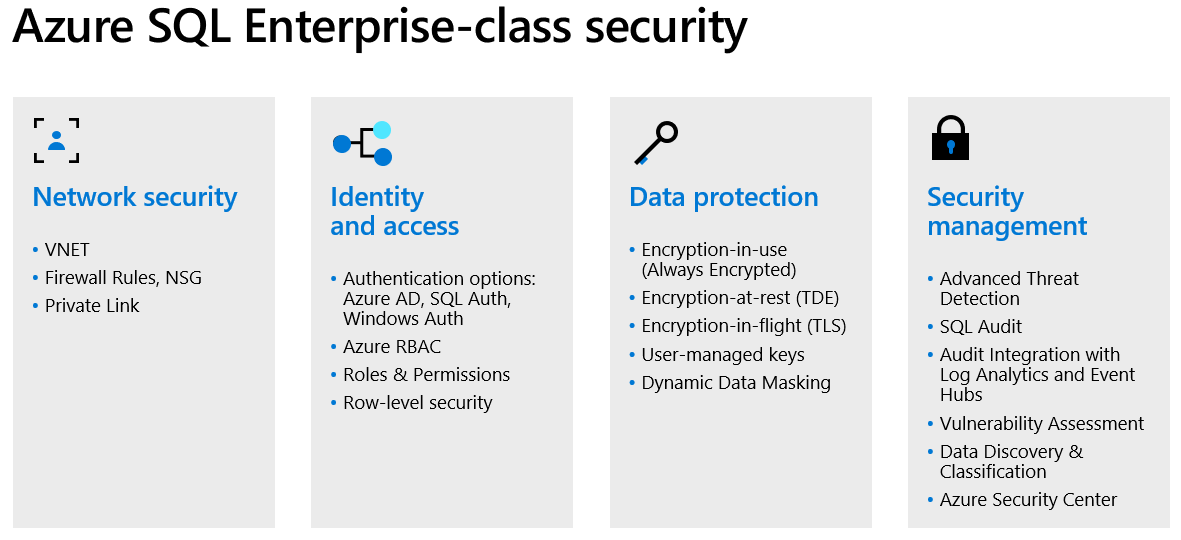 Azure SQL Enterprise-class security
Network security
• VNET
• Firewall Rules, NSG
• Private Link
Identity
and access
• Authentication options:
Azure AD, SQL Auth,
Windows Auth
• Azure RBAC
• Roles & Permissions
• Row-level security
Data protection
• Encryption-in-use
(Always Encrypted)
• Encryption-at-rest (TDE)
• Encryption-in-flight (TLS)
• User-managed keys
• Dynamic Data Masking
Security
management
• Advanced Threat
Detection
• SQL Audit
• Audit Integration with
Log Analytics and Event
Hubs
• Vulnerability Assessment
• Data Discovery &
Classification
• Azure Security Center